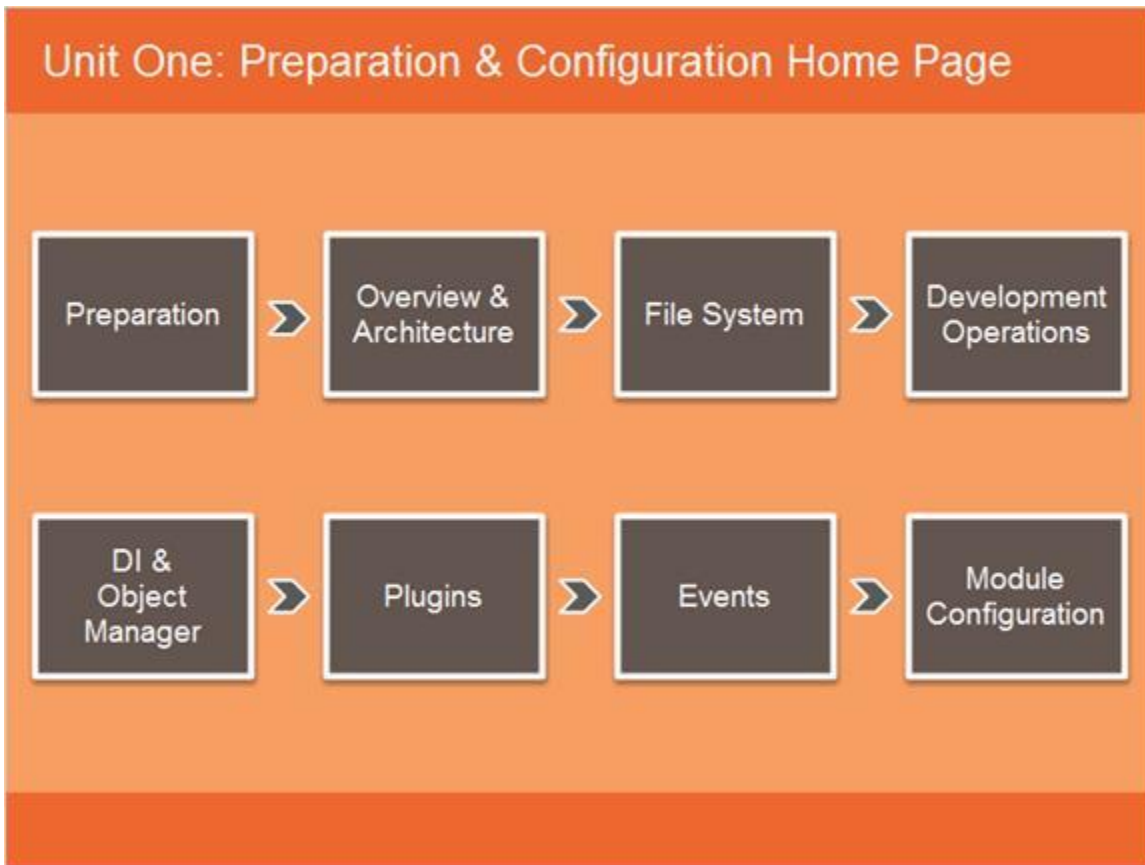 Unit One: Preparation & Configuration Home Page
Preparation
Overview &
Architecture
File System
Development
Operations
DI &
Object
Manager
Plugins
Events
Module
Configuration